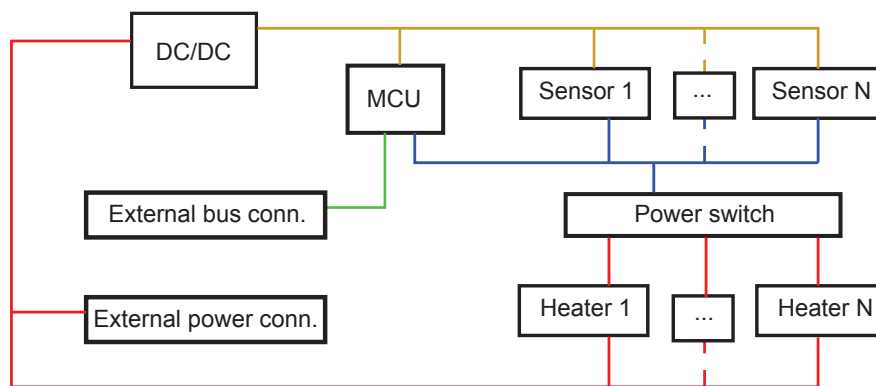 DC/DC
MCU
Sensor 1
...
Sensor N
External bus conn.
Power switch
External power conn.
Heater 1
...
Heater N